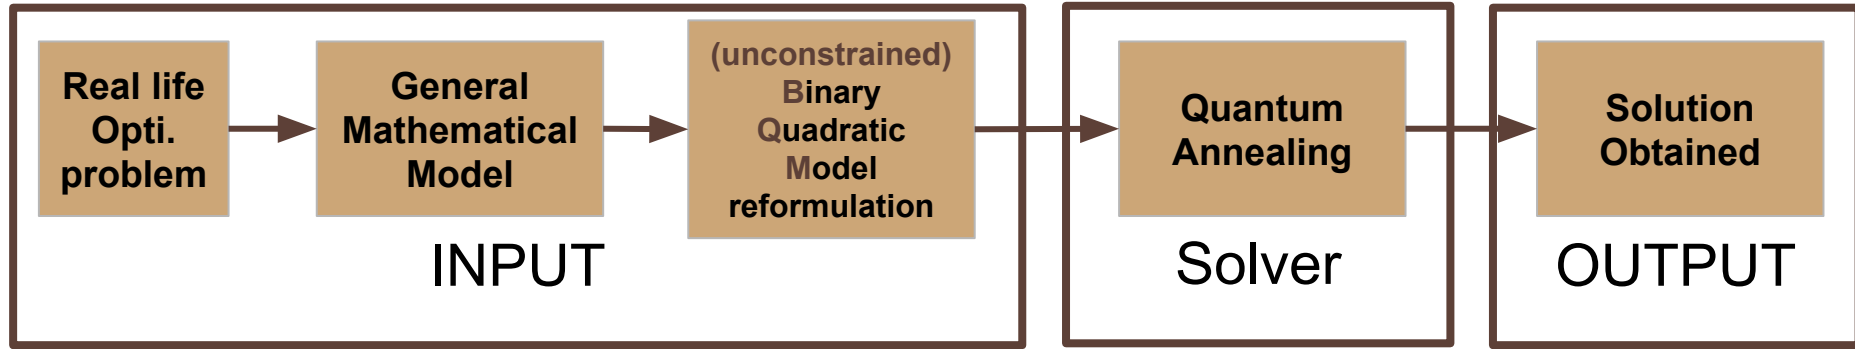 Real life
Opti.
problem
General
Mathematical
Model
(unconstrained)
Binary
Quadratic
Model
reformulation
INPUT
Quantum
Annealing
Solver
Solution
Obtained
OUTPUT